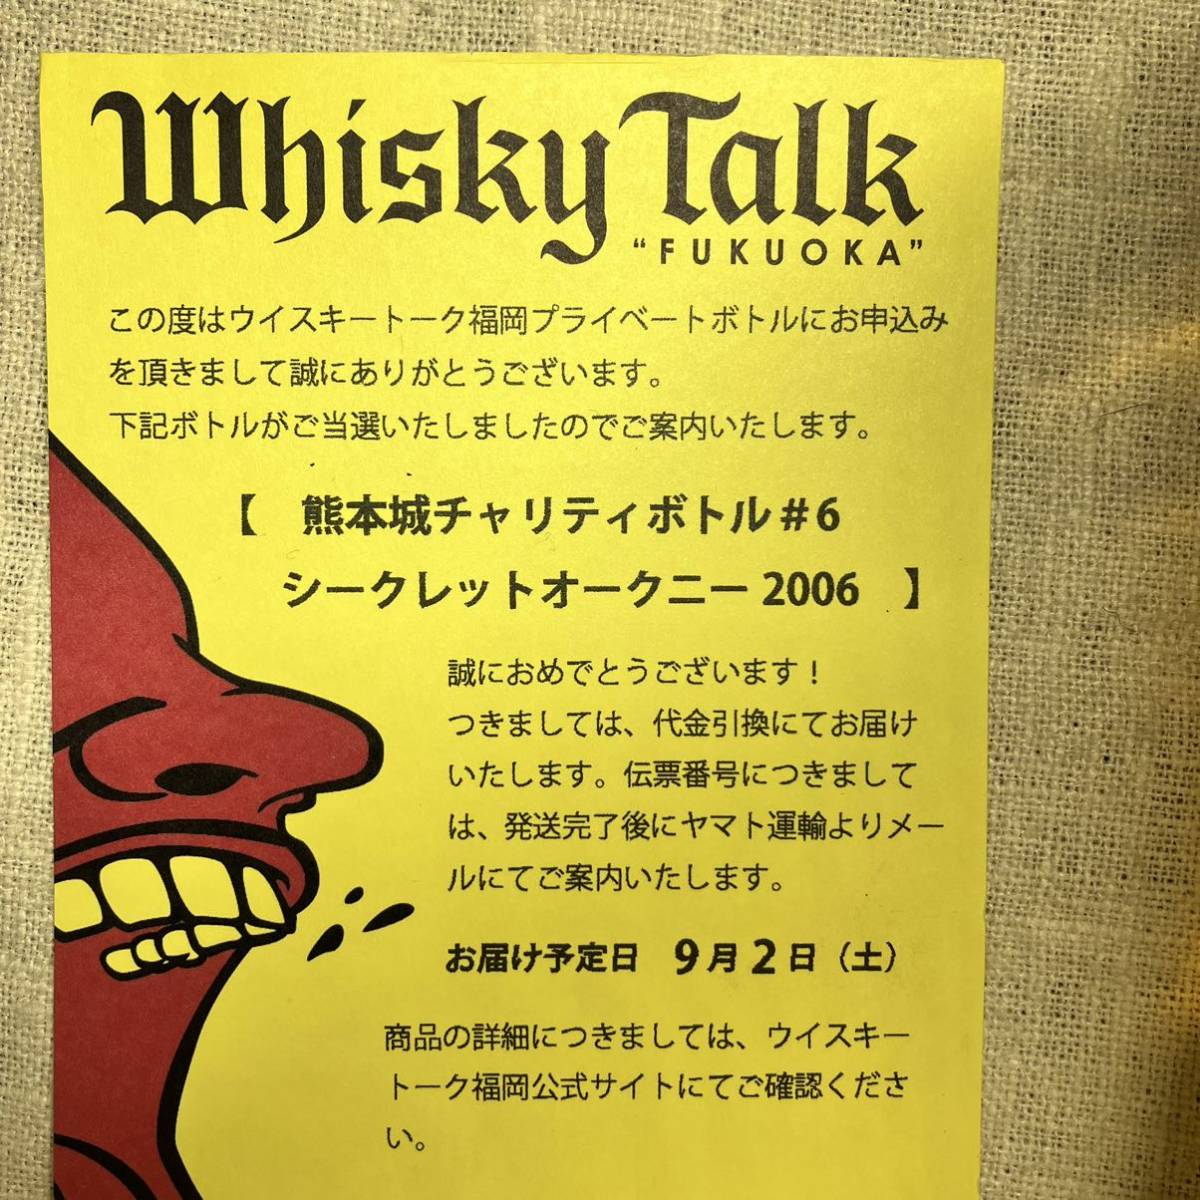 Whisky Talk
“FUKUOKA”
この度はウイスキートーク福岡プライベートボトルにお申込み
を頂きまして誠にありがとうございます。
下記ボトルがご当選いたしましたのでご案内いたします。
【　熊本城チャリティボトル＃6
シークレットオークニー 2006　】
誠におめでとうございます！
つきましては、代金引換にてお届け
いたします。伝票番号につきまして
は、発送完了後にヤマト運輸よりメー
ルにてご案内いたします。
お届け予定日　9月2日（土）
商品の詳細につきましては、ウイスキー
トーク福岡公式サイトにてご確認くださ
い。